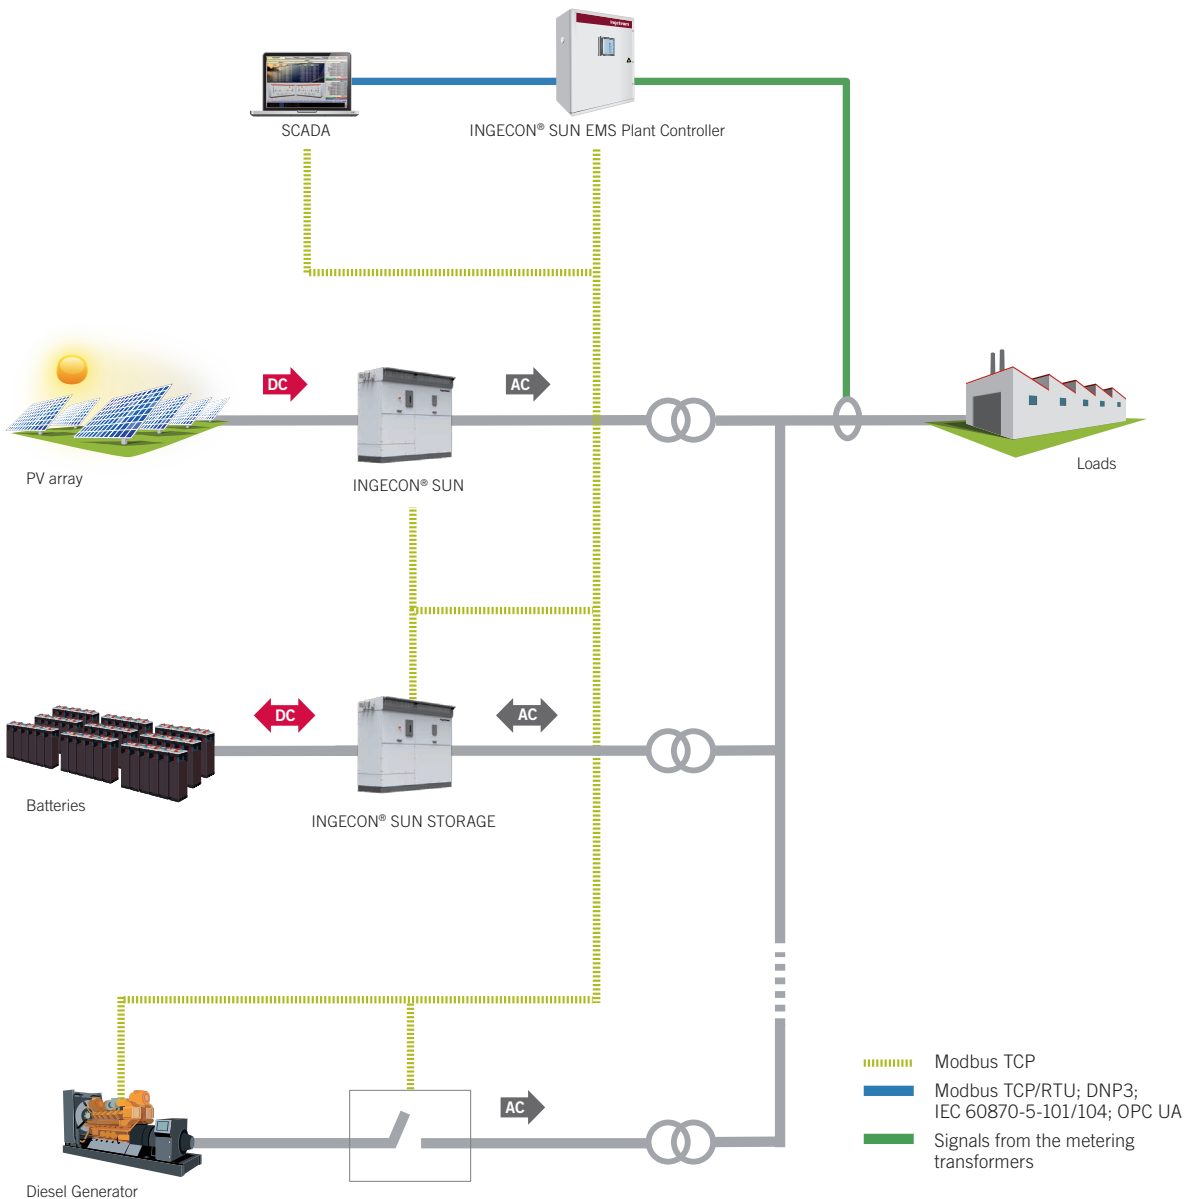 Ingeteam
SCADA
INGECON® SUN EMS Plant Controller
DC
AC
PV array
INGECON® SUN
Loads
DC
AC
Batteries
INGECON® SUN STORAGE
AC
Diesel Generator
Modbus TCP
Modbus TCP/RTU; DNP3;
IEC 60870-5-101/104; OPC UA
Signals from the metering
transformers